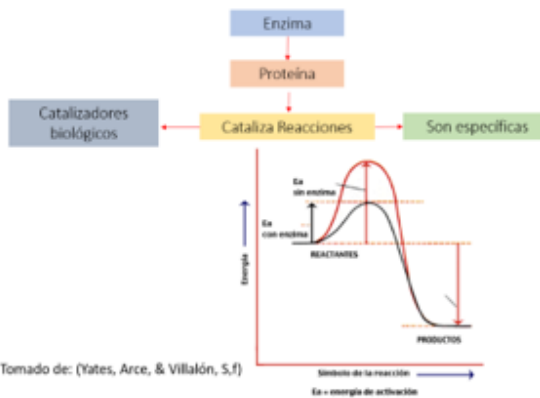 Enzima
Proteína
Catalizadores
biológicos
Cataliza Reacciones
Son específicas
Ea
sin enzima
Ea
con enzima
REACTANTES
Energía
PRODUCTOS
Tomado de: (Yates, Arce, & Villalón, S,f)
Símbolo de la reacción
Ea = energía de activación